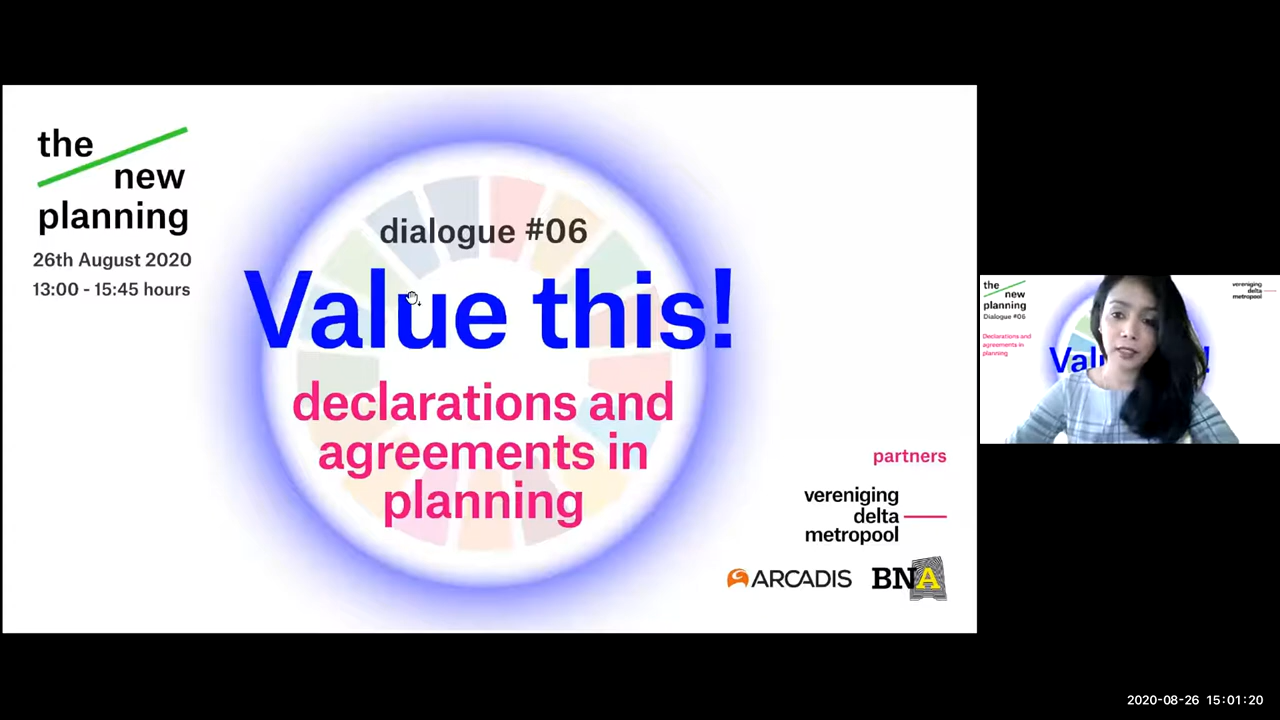 the
new
planning
26th August 2020
13:00 - 15:45 hours
dialogue #06
Value this!
declarations and
agreements in
planning
partners
vereniging
delta
metropool
ARCADIS
BNA
the
new
planning
Dialogue #06
Declarations and
agreements in
planning
Val
!
vereniging
delta
metropool
2020-08-26 15:01:20